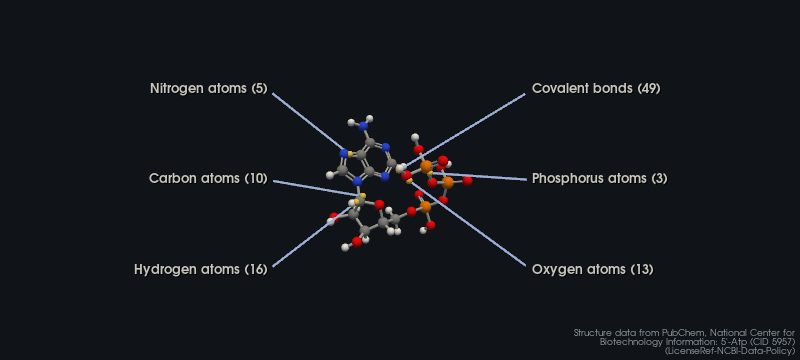 Nitrogen atoms (5)
Covalent bonds (49)
Carbon atoms (10)
Phosphorus atoms (3)
Hydrogen atoms (16)
Oxygen atoms (13)
Structure data from PubChem, National Center for
Biotechnology Information: 5'-Atp (CID 5957)
(LicenseRef-NCBI-Data-Policy)